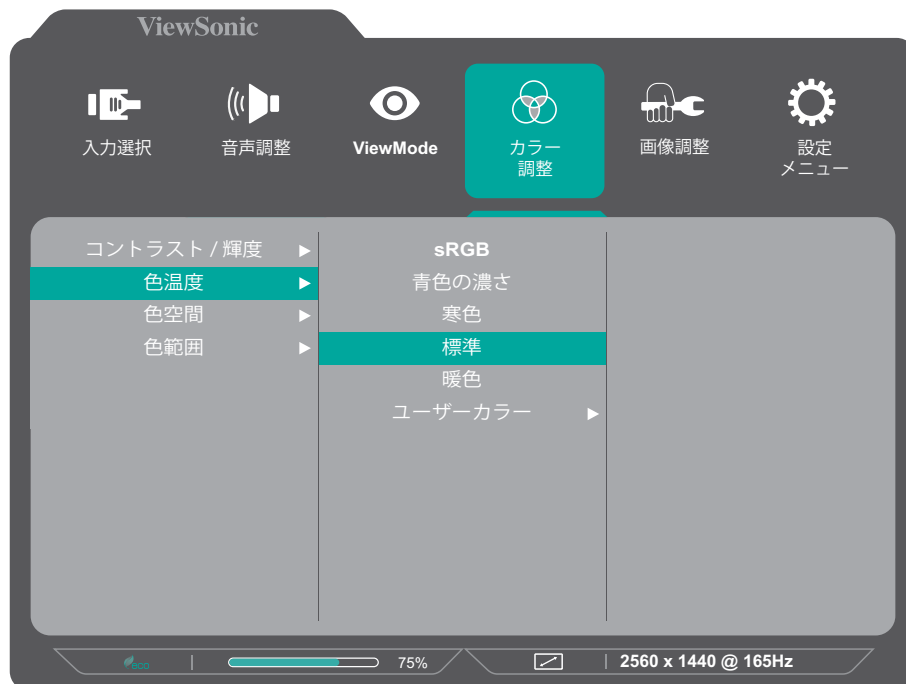 ViewSonic
入力選択
音声調整
ViewMode
カラー
調整
画像調整
設定
メニュー
コントラスト / 輝度
色温度
色空間
色範囲
sRGB
青色の濃さ
寒色
標準
暖色
ユーザーカラー
eco
75%
2560 x 1440 @ 165Hz